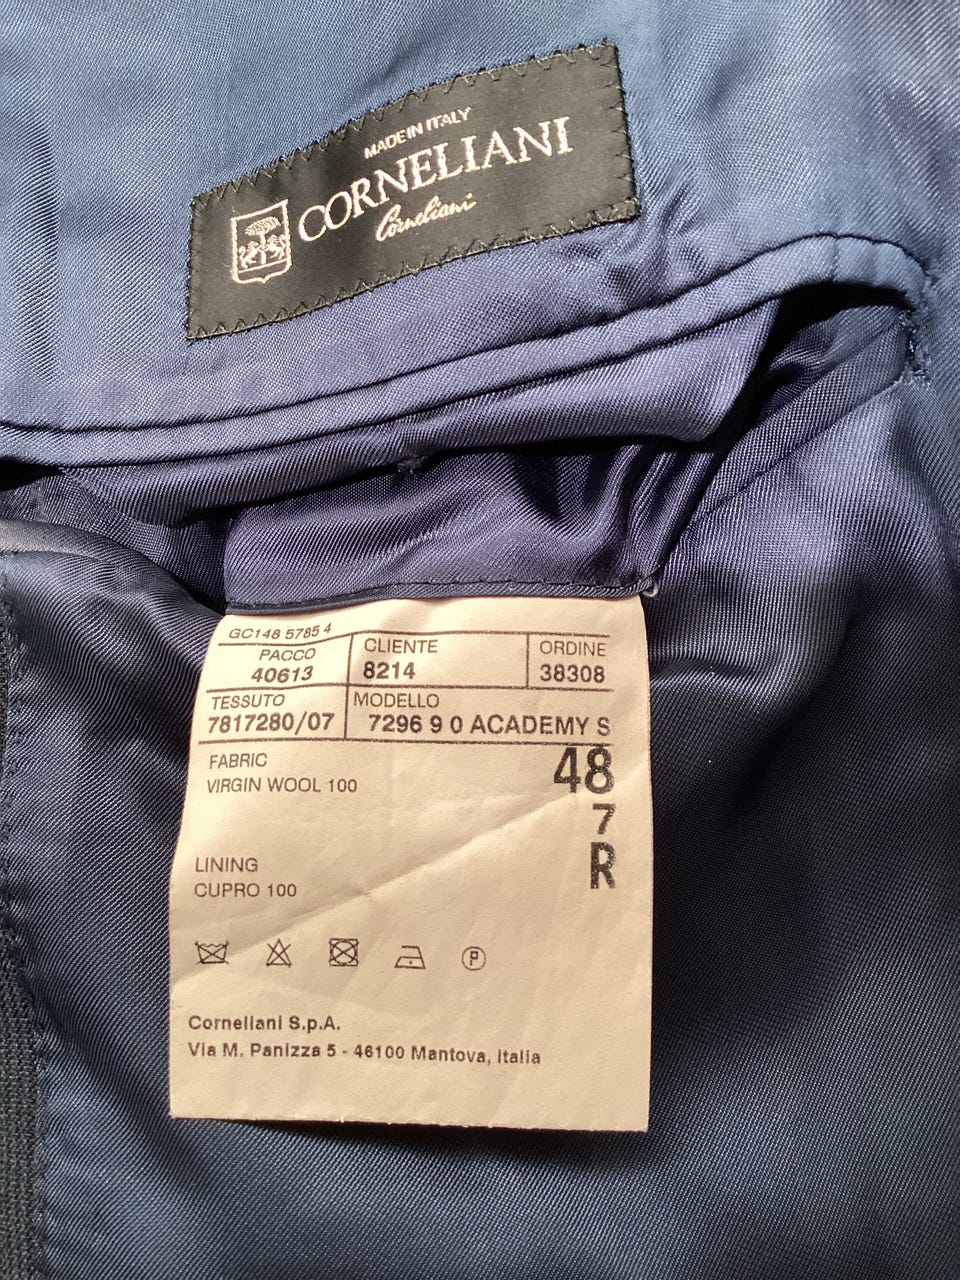 MADE IN ITALY
CORNELIANI
Corneliani
GC148 5785 4
PACCO CLIENTE ORDINE
40613 8214 38308
TESSUTO MODELLO
7817280/07 7296 9 0 ACADEMY S
FABRIC 48
VIRGIN WOOL 100
7
R
LINING
CUPRO 100
P
Corneliani S.p.A.
Via M. Panizza 5 - 46100 Mantova, Italia